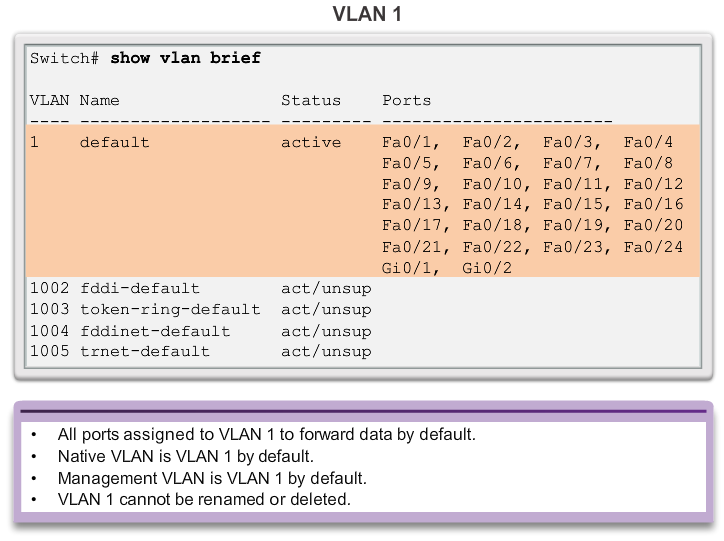 VLAN 1
Switch# show vlan brief
VLAN Name Status Ports
---- ------------------- --------- -----------------------
1 default active Fa0/1, Fa0/2, Fa0/3, Fa0/4
Fa0/5, Fa0/6, Fa0/7, Fa0/8
Fa0/9, Fa0/10, Fa0/11, Fa0/12
Fa0/13, Fa0/14, Fa0/15, Fa0/16
Fa0/17, Fa0/18, Fa0/19, Fa0/20
Fa0/21, Fa0/22, Fa0/23, Fa0/24
Gi0/1, Gi0/2
1002 fddi-default act/unsup
1003 token-ring-default act/unsup
1004 fddinet-default act/unsup
1005 trnet-default act/unsup
• All ports assigned to VLAN 1 to forward data by default.
• Native VLAN is VLAN 1 by default.
• Management VLAN is VLAN 1 by default.
• VLAN 1 cannot be renamed or deleted.